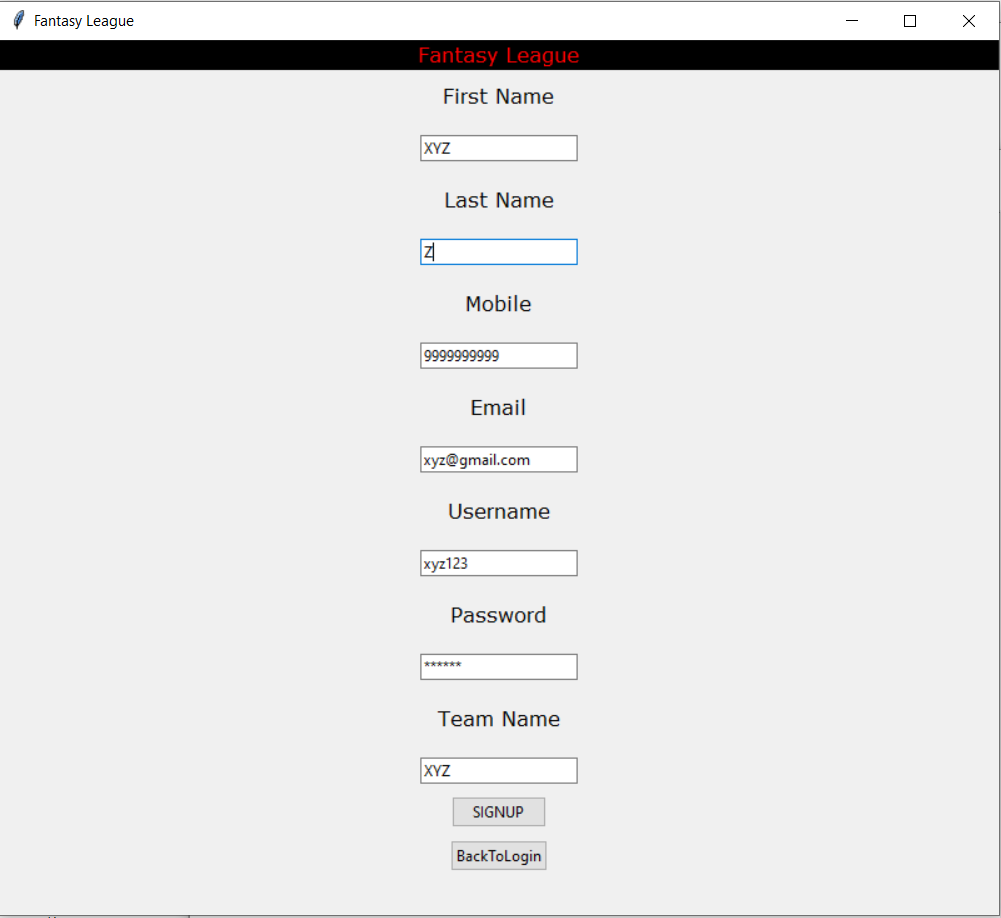 Fantasy League
Fantasy League
First Name
XYZ
Last Name
Z
Mobile
9999999999
Email
xyz@gmail.com
Username
xyz123
Password
******
Team Name
XYZ
SIGNUP
BackToLogin